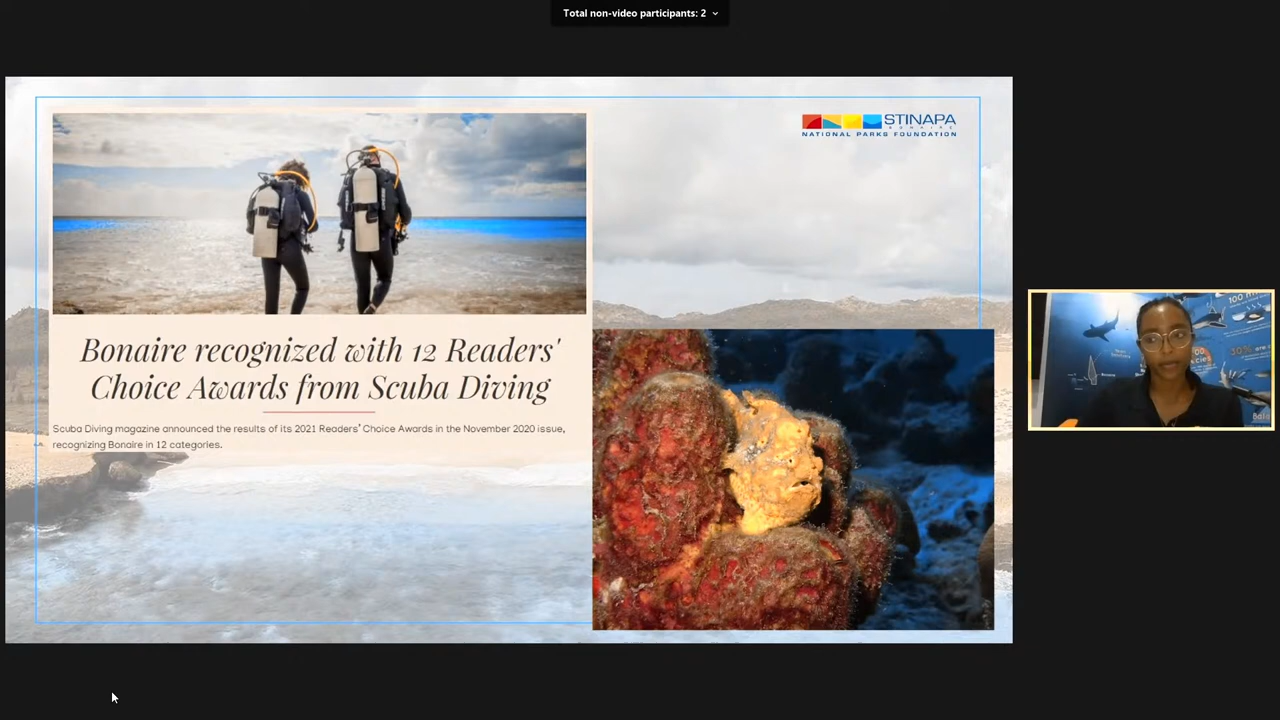 Total non-video participants: 2
STINAPA
BONAIRE
NATIONAL PARKS FOUNDATION
Bonaire recognized with 12 Readers'
Choice Awards from Scuba Diving
Scuba Diving magazine announced the results of its 2021 Readers' Choice Awards in the November 2020 issue,
recognizing Bonaire in 12 categories.
30%